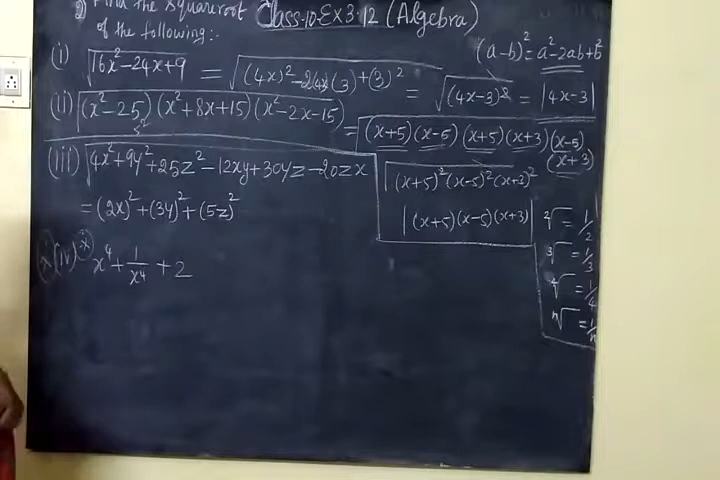 2) Find the squareroot Class-10-Ex 3.12 (Algebra)
of the following:-
(a-b)² = a²-2ab+b²
(i) √16x²-24x+9 = √(4x)²-2(4x)(3)+(3)² = √(4x-3)² = |4x-3|
(ii) √(x²-25)(x²+8x+15)(x²-2x-15) = √(x+5)(x-5)(x+5)(x+3)(x-5)
5²
(x+3)
√(x+5)²(x-5)²(x+3)²
|(x+5)(x-5)(x+3)|
(iii) √4x²+9y²+25z²-12xy+30yz-20zx
= (2x)²+(3y)²+(5z)²
(iv) x⁴+1/x⁴+2
²√ = 1/2
³√ = 1/3
⁴√ = 1/4
ⁿ√ = 1/n